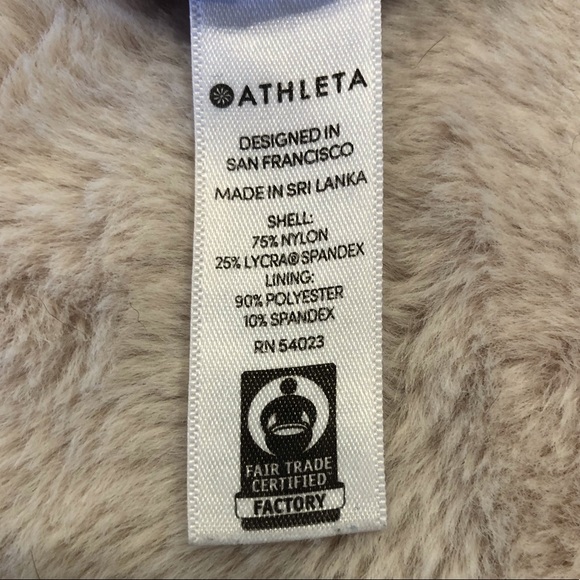 ATHLETA
DESIGNED IN
SAN FRANCISCO
MADE IN SRI LANKA
SHELL:
75% NYLON
25% LYCRA® SPANDEX
LINING:
90% POLYESTER
10% SPANDEX
RN 54023
FAIR TRADE
CERTIFIED
FACTORY